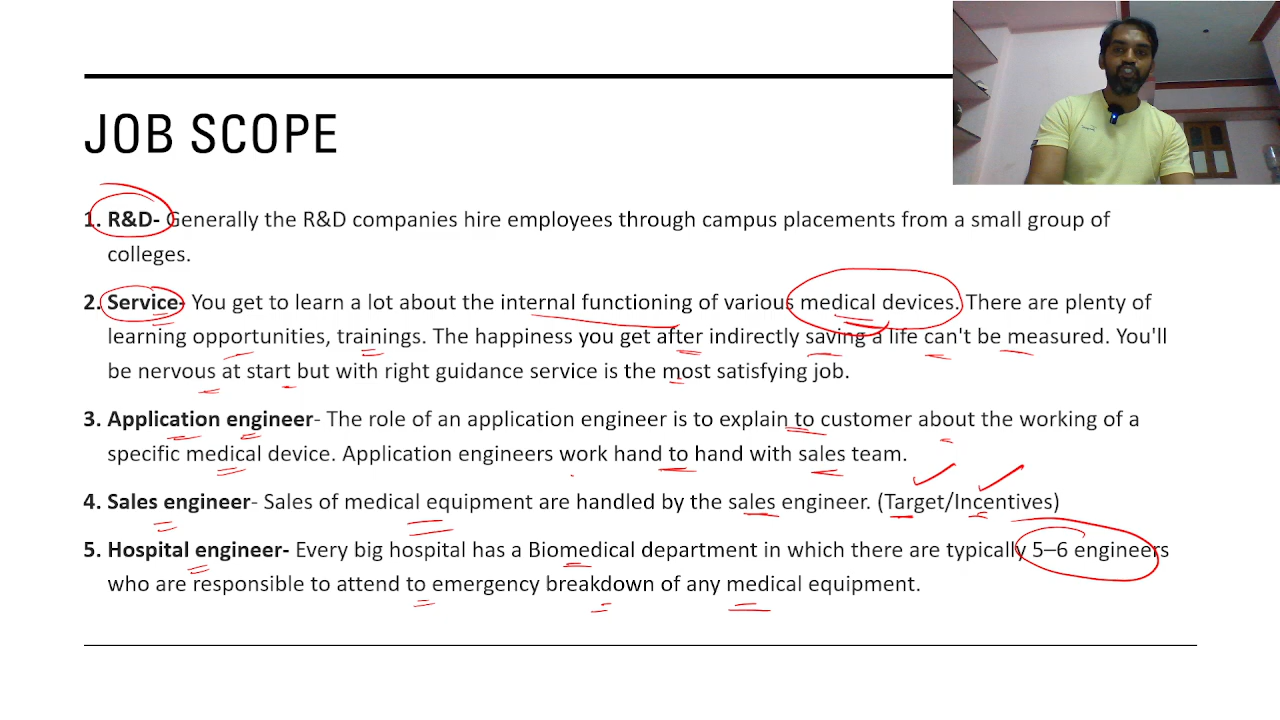 JOB SCOPE
1. R&D- Generally the R&D companies hire employees through campus placements from a small group of
colleges.
2. Service- You get to learn a lot about the internal functioning of various medical devices. There are plenty of
learning opportunities, trainings. The happiness you get after indirectly saving a life can't be measured. You'll
be nervous at start but with right guidance service is the most satisfying job.
3. Application engineer- The role of an application engineer is to explain to customer about the working of a
specific medical device. Application engineers work hand to hand with sales team.
4. Sales engineer- Sales of medical equipment are handled by the sales engineer. (Target/Incentives)
5. Hospital engineer- Every big hospital has a Biomedical department in which there are typically 5–6 engineers
who are responsible to attend to emergency breakdown of any medical equipment.